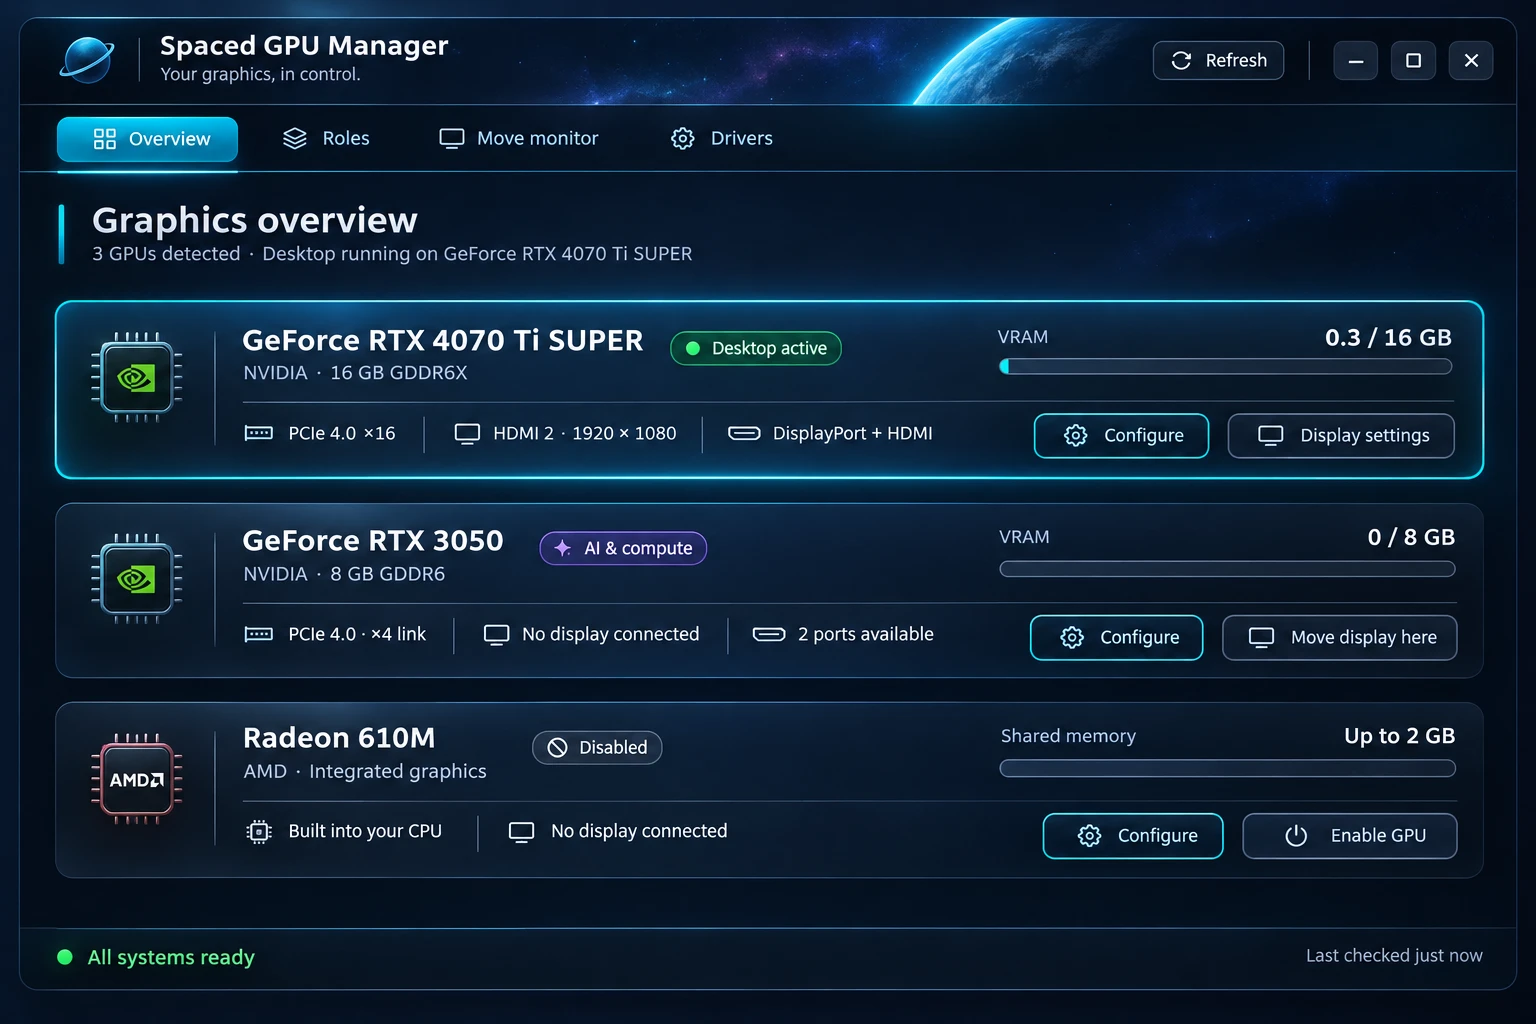 Spaced GPU Manager
Your graphics, in control.
Refresh
Overview
Roles
Move monitor
Drivers
Graphics overview
3 GPUs detected · Desktop running on GeForce RTX 4070 Ti SUPER
GeForce RTX 4070 Ti SUPER
Desktop active
NVIDIA · 16 GB GDDR6X
VRAM
0.3 / 16 GB
PCIe 4.0 ×16
HDMI 2 · 1920 × 1080
DisplayPort + HDMI
Configure
Display settings
GeForce RTX 3050
AI & compute
NVIDIA · 8 GB GDDR6
VRAM
0 / 8 GB
PCIe 4.0 · ×4 link
No display connected
2 ports available
Configure
Move display here
AMD
Radeon 610M
Disabled
AMD · Integrated graphics
Shared memory
Up to 2 GB
Built into your CPU
No display connected
Configure
Enable GPU
All systems ready
Last checked just now